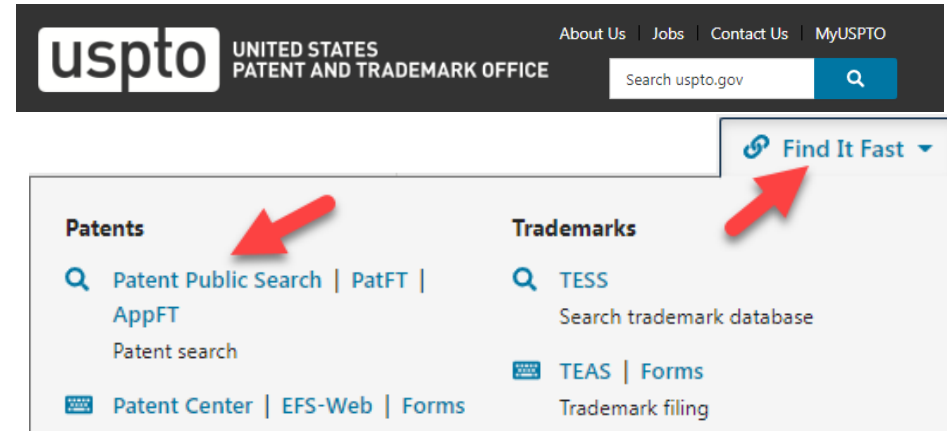 About Us | Jobs | Contact Us | MyUSPTO
uspto UNITED STATES
PATENT AND TRADEMARK OFFICE
Search uspto.gov
Find It Fast
Patents
Patent Public Search | PatFT |
AppFT
Patent search
Patent Center | EFS-Web | Forms
Trademarks
TESS
Search trademark database
TEAS | Forms
Trademark filing